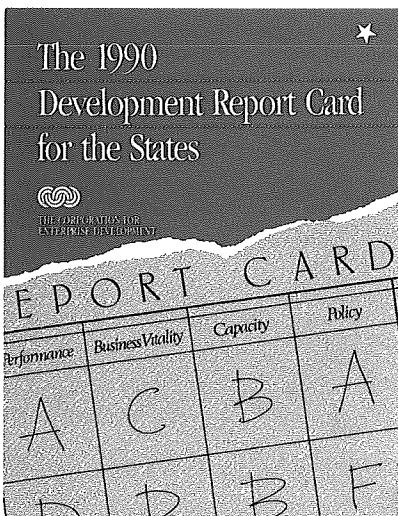 The 1990
Development Report Card
for the States
THE CORPORATION FOR
ENTERPRISE DEVELOPMENT
EPORT CARD
Performance Business Vitality Capacity Policy
A C B A
B F